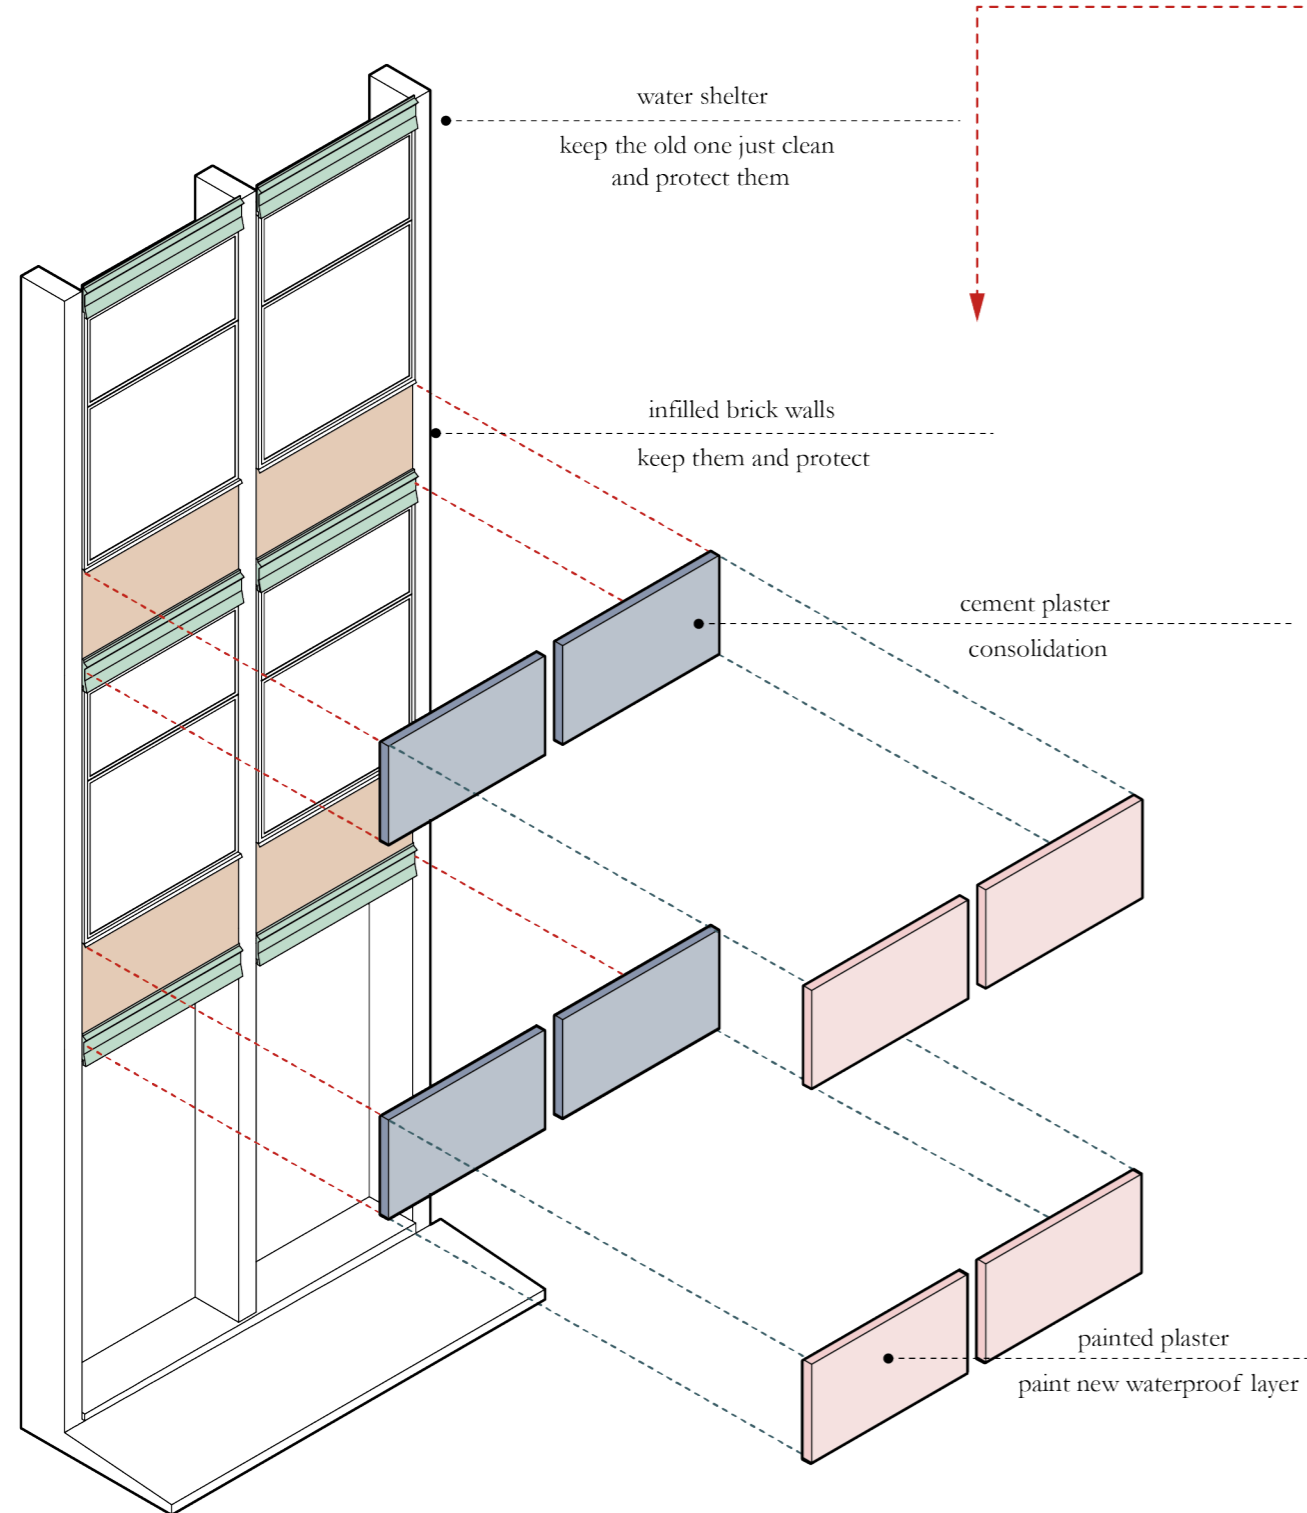 water shelter
keep the old one just clean
and protect them
infilled brick walls
keep them and protect
cement plaster
consolidation
painted plaster
paint new waterproof layer